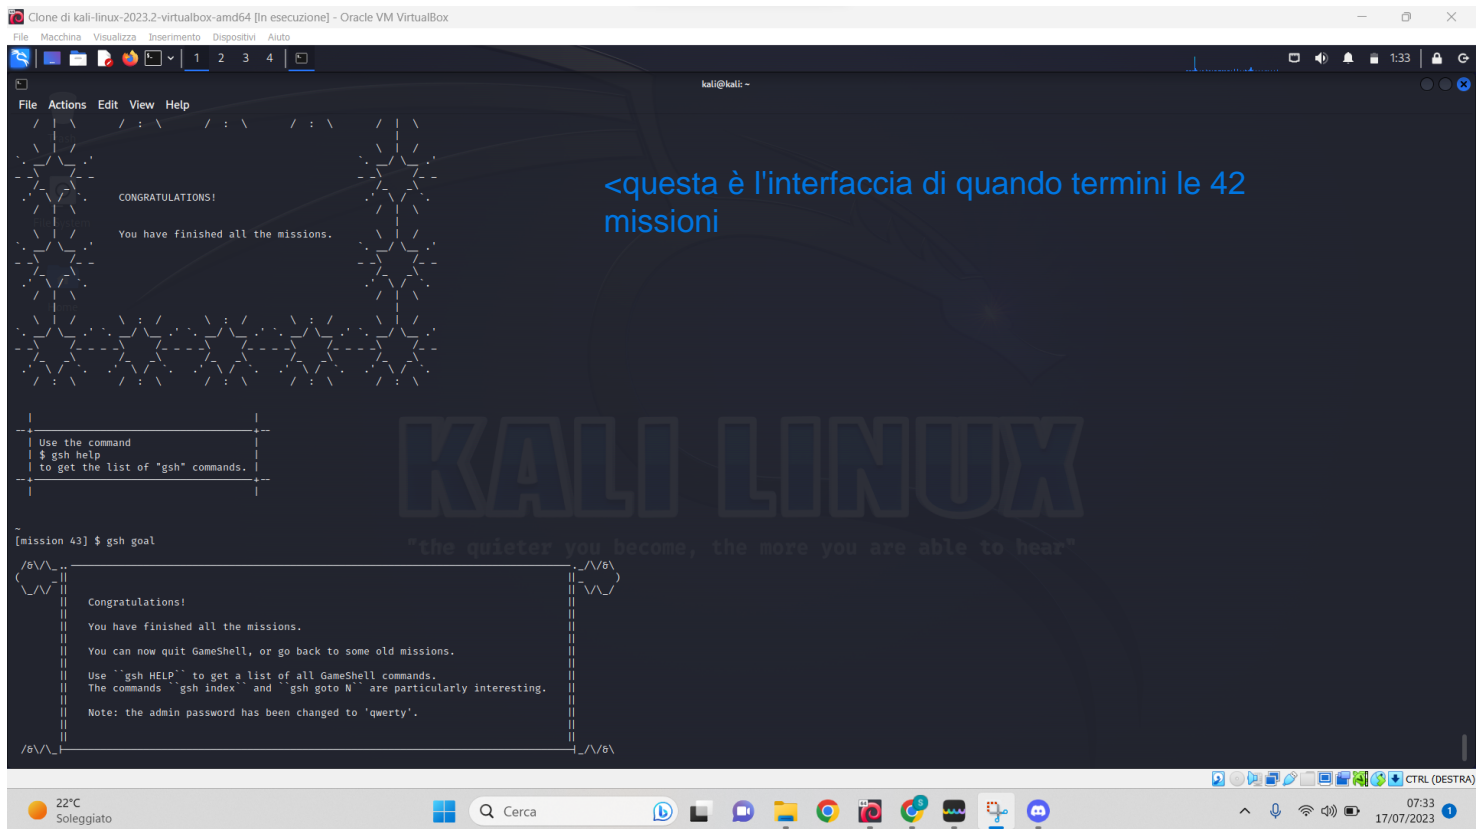 Clone di kali-linux-2023.2-virtualbox-amd64 [In esecuzione] - Oracle VM VirtualBox
File Macchina Visualizza Inserimento Dispositivi Aiuto
1 2 3 4
1:33
kali@kali: ~
File Actions Edit View Help
<questa è l'interfaccia di quando termini le 42
missioni
CONGRATULATIONS!
You have finished all the missions.
Use the command
$ gsh help
to get the list of "gsh" commands.
KALI LINUX
"the quieter you become, the more you are able to hear"
~
[mission 43] $ gsh goal
Congratulations!
You have finished all the missions.
You can now quit GameShell, or go back to some old missions.
Use ``gsh HELP`` to get a list of all GameShell commands.
The commands ``gsh index`` and ``gsh goto N`` are particularly interesting.
Note: the admin password has been changed to 'qwerty'.
CTRL (DESTRA)
22°C
Soleggiato
Cerca
07:33
17/07/2023
1